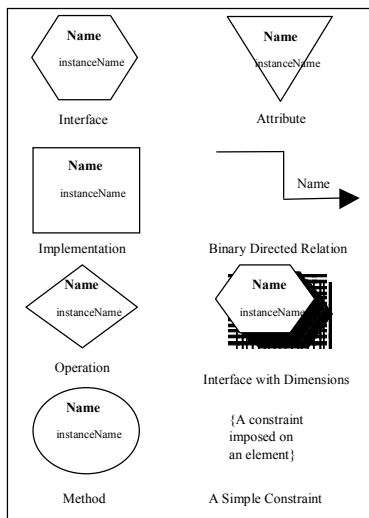 Name
instanceName
Interface
Name
instanceName
Attribute
Name
instanceName
Implementation
Name
Binary Directed Relation
Name
instanceName
Operation
Name
instanceName
Interface with Dimensions
Name
instanceName
Method
{A constraint
imposed on
an element}
A Simple Constraint